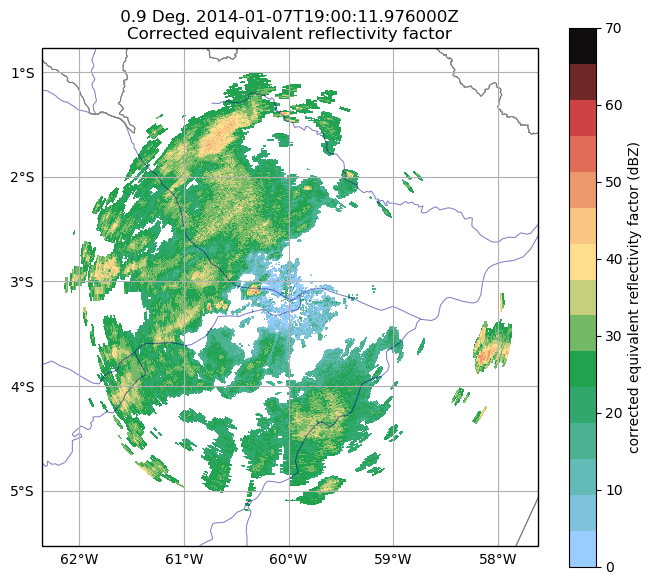 0.9 Deg. 2014-01-07T19:00:11.976000Z
Corrected equivalent reflectivity factor
1°S
2°S
3°S
4°S
5°S
62°W
61°W
60°W
59°W
58°W
70
60
50
40
30
20
10
0
corrected equivalent reflectivity factor (dBZ)